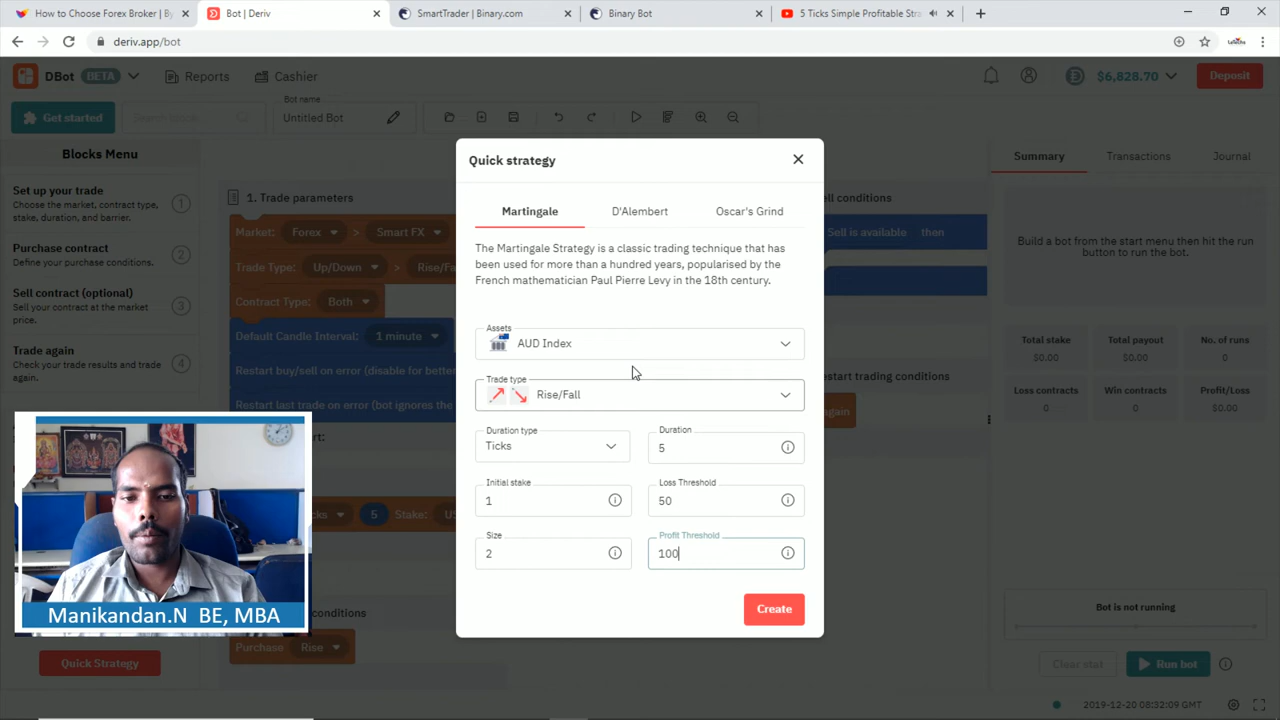 How to Choose Forex Broker | By
Bot | Deriv
SmartTrader | Binary.com
Binary Bot
5 Ticks Simple Profitable Stra
deriv.app/bot
DBot BETA Reports Cashier
$6,828.70 Deposit
Get started
Search block...
Bot name
Untitled Bot
Blocks Menu
Set up your trade
Choose the market, contract type,
stake, duration, and barrier.
1
Purchase contract
Define your purchase conditions.
2
Sell contract (optional)
Sell your contract at the market
price.
3
Trade again
Check your trade results and trade
again.
4
Quick Strategy
1. Trade parameters
Market: Forex > Smart FX
Trade Type: Up/Down > Rise/Fa
Contract Type: Both
Default Candle Interval: 1 minute
Restart buy/sell on error (disable for better
Restart last trade on error (bot ignores the
start:
cks 5 Stake: US
conditions
Purchase Rise
Quick strategy
Martingale D'Alembert Oscar's Grind
The Martingale Strategy is a classic trading technique that has
been used for more than a hundred years, popularised by the
French mathematician Paul Pierre Levy in the 18th century.
Assets
AUD Index
Trade type
Rise/Fall
Duration type
Ticks
Duration
5
Initial stake
1
Loss Threshold
50
Size
2
Profit Threshold
100
Create
ell conditions
Sell is available then
estart trading conditions
ain
Summary Transactions Journal
Build a bot from the start menu then hit the run
button to run the bot.
Total stake Total payout No. of runs
$0.00 $0.00 0
Loss contracts Win contracts Profit/Loss
0 0 $0.00
Bot is not running
Clear stat Run bot
2019-12-20 08:32:09 GMT
Manikandan.N BE, MBA